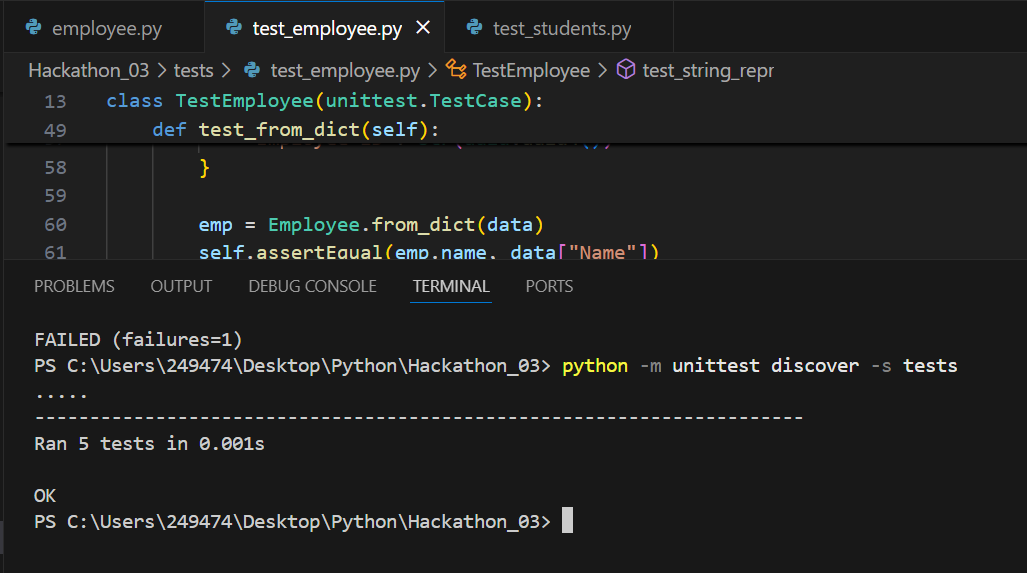 employee.py test_employee.py test_students.py
Hackathon_03 > tests > test_employee.py > TestEmployee > test_string_repr
13 class TestEmployee(unittest.TestCase):
49 def test_from_dict(self):
58 }
59
60 emp = Employee.from_dict(data)
61 self.assertEqual(emp.name, data["Name"])
PROBLEMS OUTPUT DEBUG CONSOLE TERMINAL PORTS
FAILED (failures=1)
PS C:\Users\249474\Desktop\Python\Hackathon_03> python -m unittest discover -s tests
.....
----------------------------------------------------------------------
Ran 5 tests in 0.001s
OK
PS C:\Users\249474\Desktop\Python\Hackathon_03>